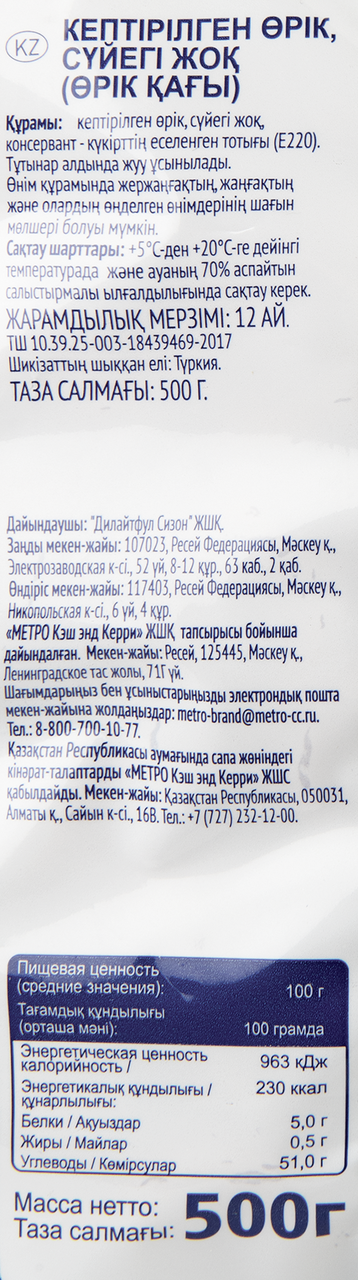 KZ
КЕПТІРІЛГЕН ӨРІК,
СҮЙЕГІ ЖОҚ
(ӨРІК ҚАҒЫ)
Құрамы: кептірілген өрік, сүйегі жоқ,
консервант - күкірттің еселенген тотығы (Е220).
Тұтынар алдында жуу ұсынылады.
Өнім құрамында жержаңғақтың, жаңғақтың
және олардың өңделген өнімдерінің шағын
мөлшері болуы мүмкін.
Сақтау шарттары: +5°С-ден +20°С-ге дейінгі
температурада және ауаның 70% аспайтын
салыстырмалы ылғалдылығында сақтау керек.
ЖАРАМДЫЛЫҚ МЕРЗІМІ: 12 АЙ.
ТШ 10.39.25-003-18439469-2017
Шикізаттың шыққан елі: Түркия.
ТАЗА САЛМАҒЫ: 500 Г.
Дайындаушы: "Дилайтфул Сизон" ЖШҚ.
Заңды мекен-жайы: 107023, Ресей Федерациясы, Мәскеу қ.,
Электрозаводская к-сі., 52 үй, 8-12 құр., 63 каб., 2 қаб.
Өндіріс мекен-жайы: 117403, Ресей Федерациясы, Мәскеу қ.,
Никопольская к-сі., 6 үй, 4 құр.
«МЕТРО Кэш энд Керри» ЖШҚ тапсырысы бойынша
дайындалған. Мекен-жайы: Ресей, 125445, Мәскеу қ.,
Ленинградское тас жолы, 71Г үй.
Шағымдарыңыз бен ұсыныстарыңызды электрондық пошта
мекен-жайына жолдаңыздар: metro-brand@metro-cc.ru.
Тел.: 8-800-700-10-77.
Қазақстан Республикасы аумағында сапа жөніндегі
кінәрат-талаптарды «МЕТРО Кэш энд Керри» ЖШС
қабылдайды. Мекен-жайы: Қазақстан Республикасы, 050031,
Алматы қ., Сайын к-сі., 16В. Тел.: +7 (727) 232-12-00.
Пищевая ценность
(средние значения): 100 г
Тағамдық құндылығы
(орташа мәні): 100 грамда
Энергетическая ценность
калорийность / 963 кДж
Энергетикалық құндылығы / 230 ккал
құнарлылығы:
Белки / Ақуыздар 5,0 г
Жиры / Майлар 0,5 г
Углеводы / Көмірсулар 51,0 г
Масса нетто:
Таза салмағы: 500г